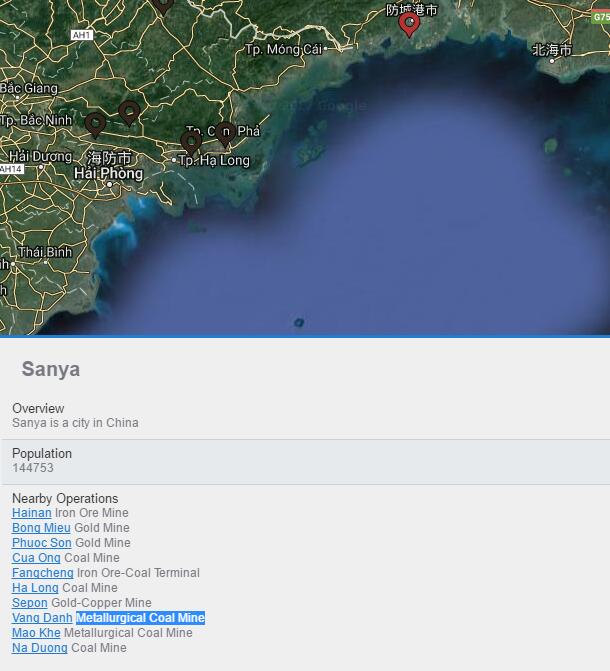 防城港市
G75
AH1
Tp. Móng Cái
北海市
Bắc Giang
2017 Google
Tp. Bắc Ninh
Tp. Cẩm Phả
Hải Dương
海防市
Tp. Hạ Long
AH14
Hải Phòng
Thái Bình
Sanya
Overview
Sanya is a city in China
Population
144753
Nearby Operations
Hainan Iron Ore Mine
Bong Mieu Gold Mine
Phuoc Son Gold Mine
Cua Ong Coal Mine
Fangcheng Iron Ore-Coal Terminal
Ha Long Coal Mine
Sepon Gold-Copper Mine
Vang Danh Metallurgical Coal Mine
Mao Khe Metallurgical Coal Mine
Na Duong Coal Mine